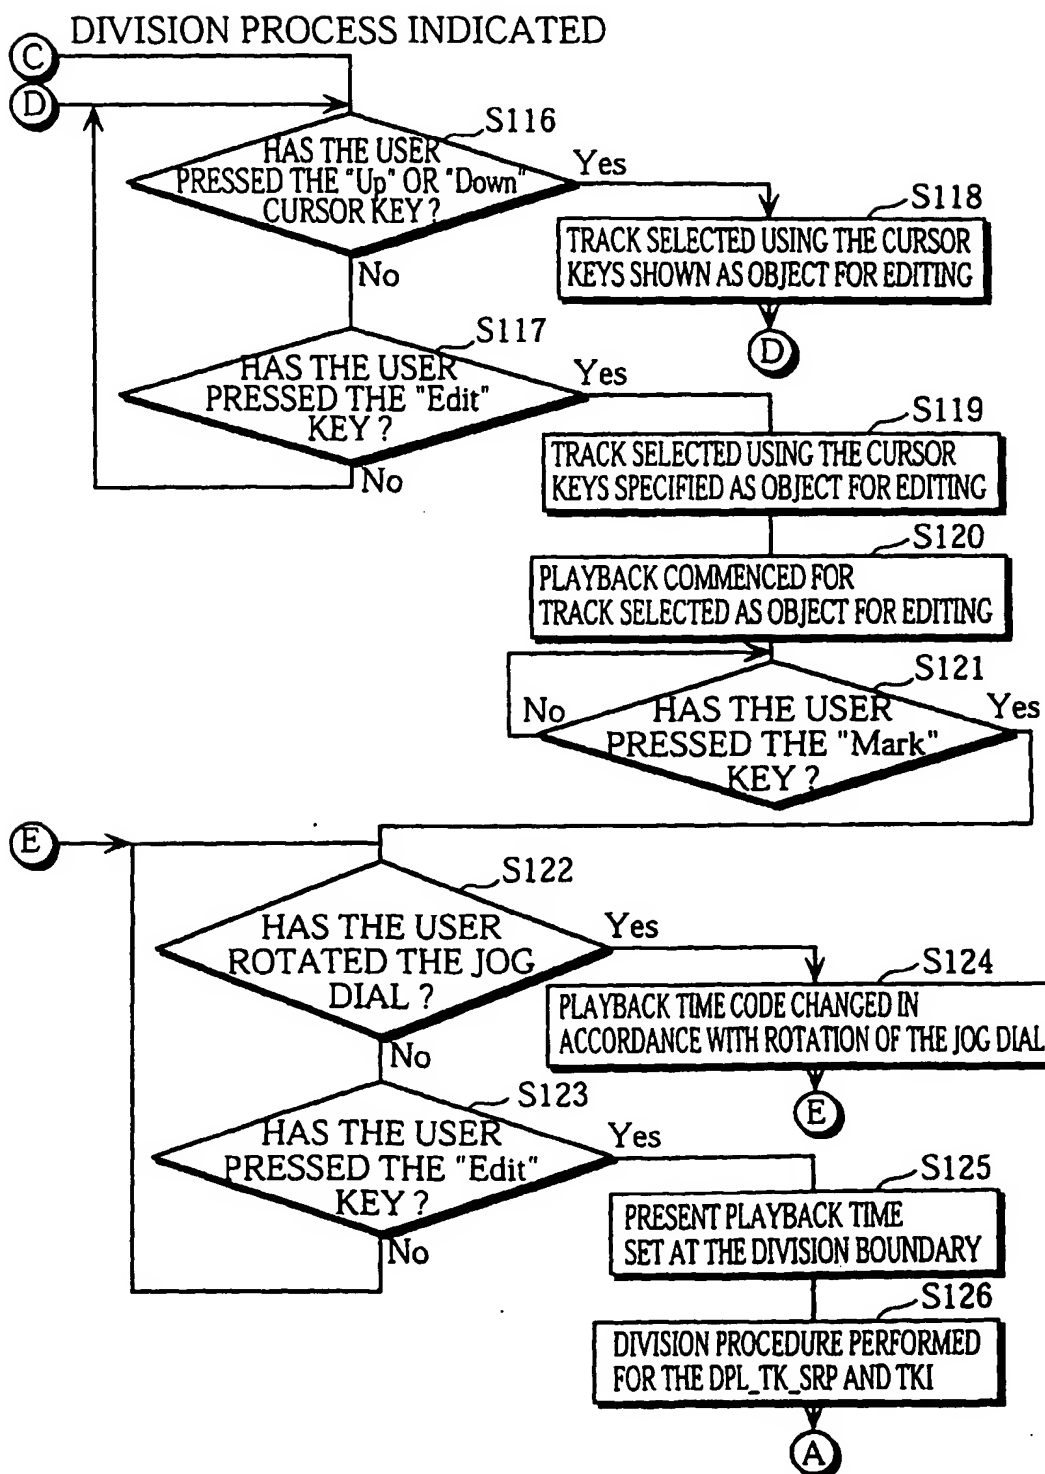 DIVISION PROCESS INDICATED
C
D
S116
HAS THE USER
PRESSED THE "Up" OR "Down"
CURSOR KEY ?
Yes
No
S118
TRACK SELECTED USING THE CURSOR
KEYS SHOWN AS OBJECT FOR EDITING
D
S117
HAS THE USER
PRESSED THE "Edit"
KEY ?
Yes
No
S119
TRACK SELECTED USING THE CURSOR
KEYS SPECIFIED AS OBJECT FOR EDITING
S120
PLAYBACK COMMENCED FOR
TRACK SELECTED AS OBJECT FOR EDITING
S121
No
HAS THE USER
PRESSED THE "Mark"
KEY ?
Yes
E
S122
HAS THE USER
ROTATED THE JOG
DIAL ?
Yes
No
S124
PLAYBACK TIME CODE CHANGED IN
ACCORDANCE WITH ROTATION OF THE JOG DIAL
E
S123
HAS THE USER
PRESSED THE "Edit"
KEY ?
Yes
No
S125
PRESENT PLAYBACK TIME
SET AT THE DIVISION BOUNDARY
S126
DIVISION PROCEDURE PERFORMED
FOR THE DPL_TK_SRP AND TKI
A